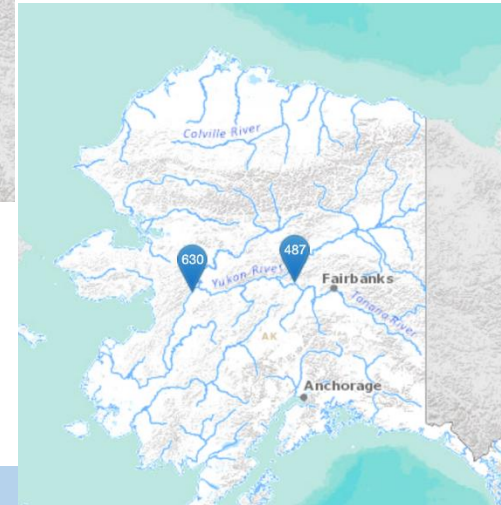 Colville River
630
487
Yukon River
Fairbanks
Tanana River
AK
Anchorage